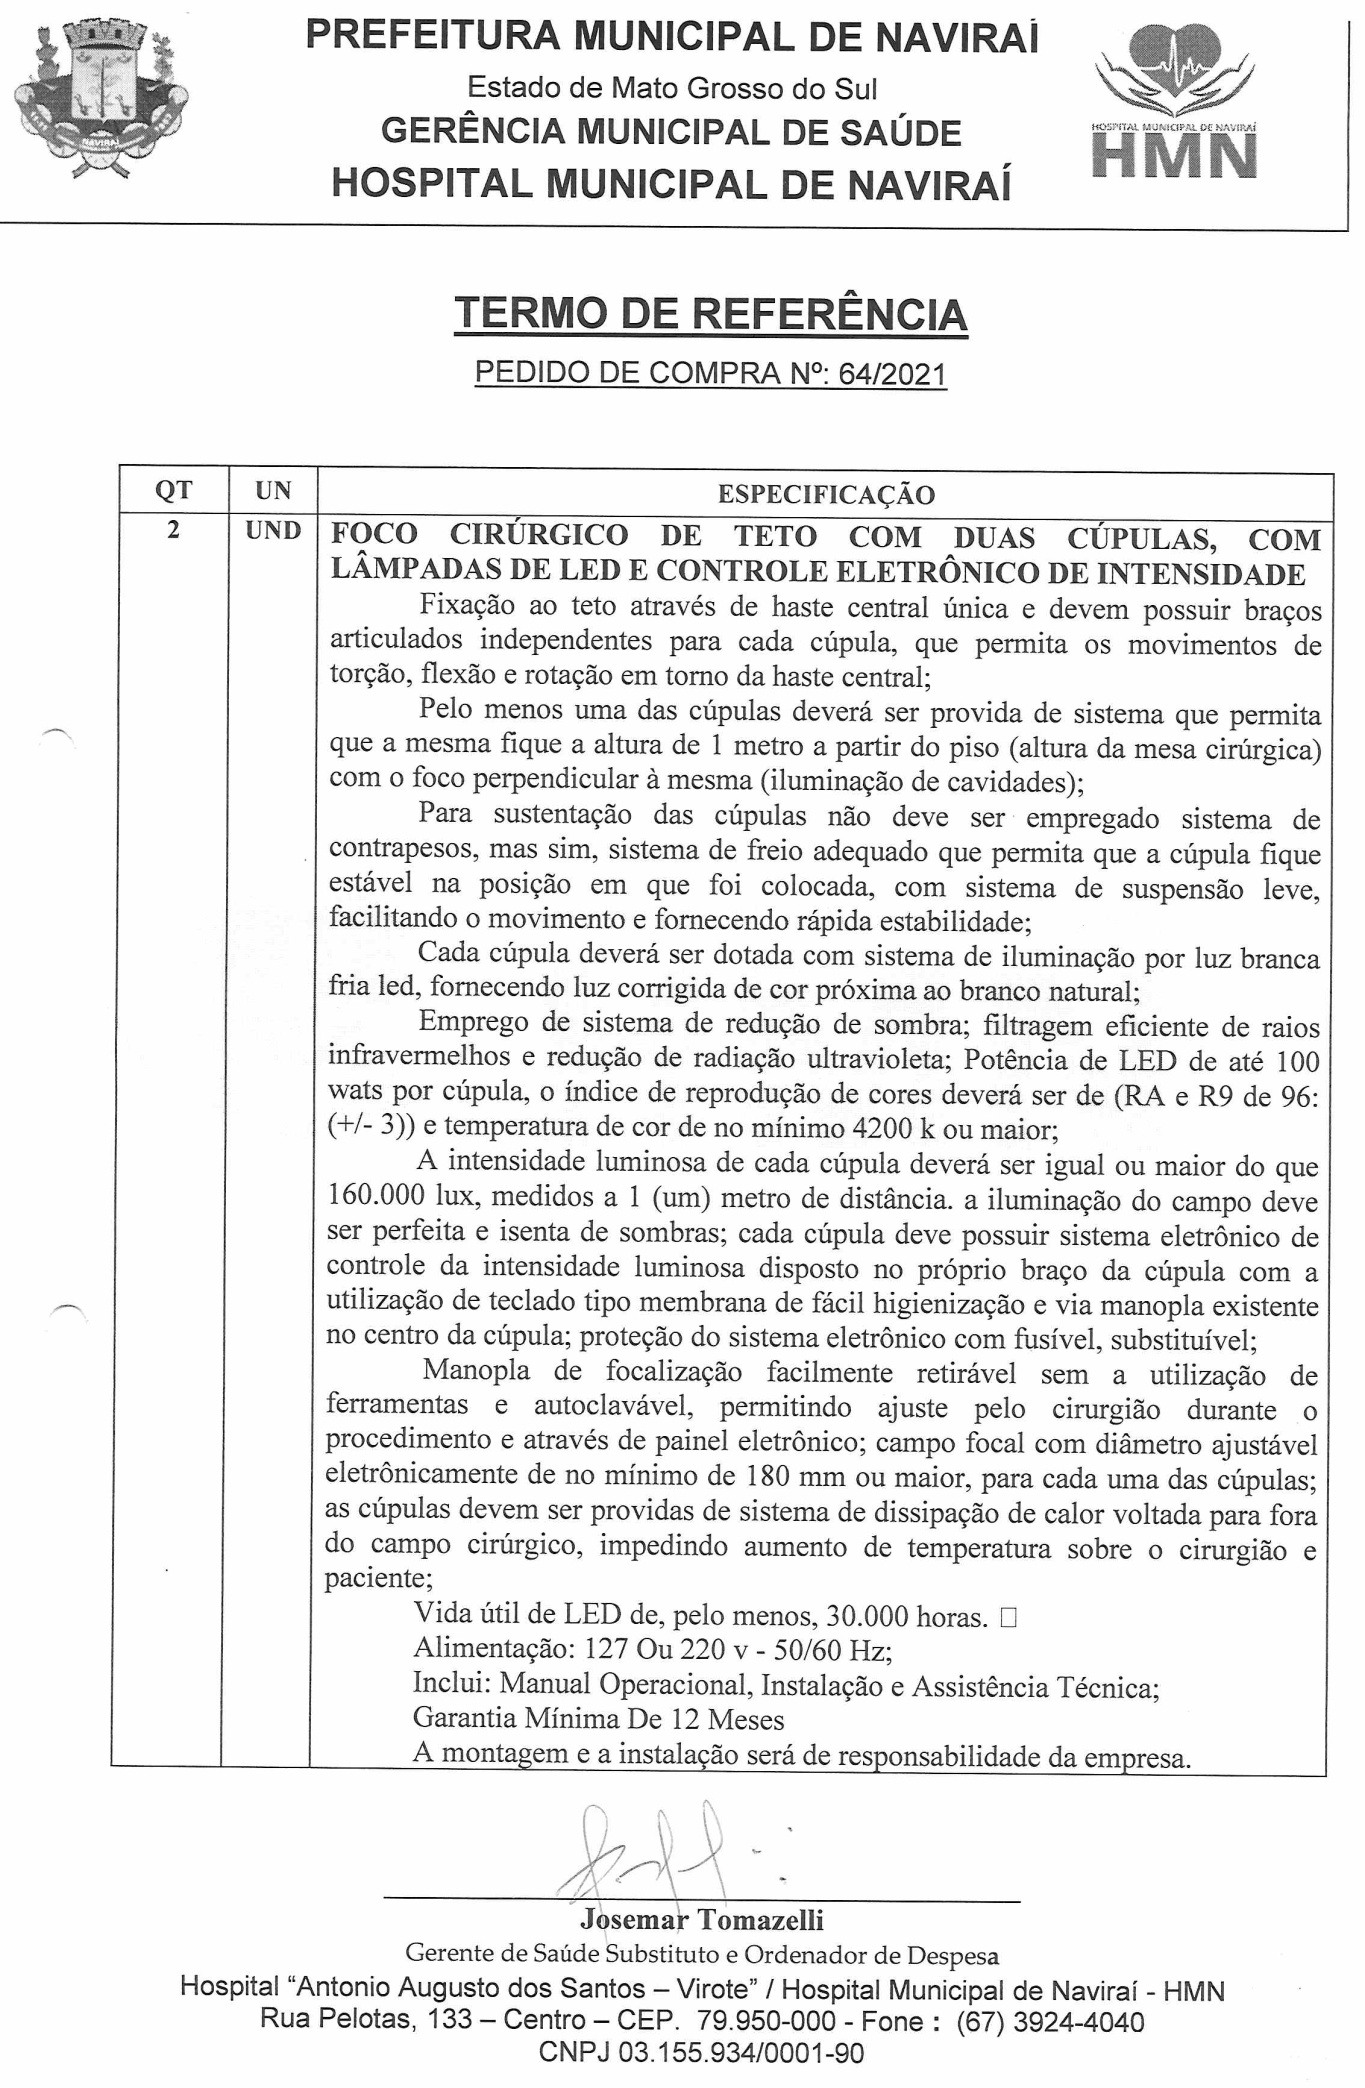 PREFEITURA MUNICIPAL DE NAVIRAÍ
Estado de Mato Grosso do Sul
GERÊNCIA MUNICIPAL DE SAÚDE
HOSPITAL MUNICIPAL DE NAVIRAÍ
NAVIRAÍ
HOSPITAL MUNICIPAL DE NAVIRAÍ
HMN
TERMO DE REFERÊNCIA
PEDIDO DE COMPRA Nº: 64/2021
QT UN ESPECIFICAÇÃO
2 UND FOCO CIRÚRGICO DE TETO COM DUAS CÚPULAS, COM
LÂMPADAS DE LED E CONTROLE ELETRÔNICO DE INTENSIDADE
Fixação ao teto através de haste central única e devem possuir braços
articulados independentes para cada cúpula, que permita os movimentos de
torção, flexão e rotação em torno da haste central;
Pelo menos uma das cúpulas deverá ser provida de sistema que permita
que a mesma fique a altura de 1 metro a partir do piso (altura da mesa cirúrgica)
com o foco perpendicular à mesma (iluminação de cavidades);
Para sustentação das cúpulas não deve ser empregado sistema de
contrapesos, mas sim, sistema de freio adequado que permita que a cúpula fique
estável na posição em que foi colocada, com sistema de suspensão leve,
facilitando o movimento e fornecendo rápida estabilidade;
Cada cúpula deverá ser dotada com sistema de iluminação por luz branca
fria led, fornecendo luz corrigida de cor próxima ao branco natural;
Emprego de sistema de redução de sombra; filtragem eficiente de raios
infravermelhos e redução de radiação ultravioleta; Potência de LED de até 100
wats por cúpula, o índice de reprodução de cores deverá ser de (RA e R9 de 96:
(+/- 3)) e temperatura de cor de no mínimo 4200 k ou maior;
A intensidade luminosa de cada cúpula deverá ser igual ou maior do que
160.000 lux, medidos a 1 (um) metro de distância. a iluminação do campo deve
ser perfeita e isenta de sombras; cada cúpula deve possuir sistema eletrônico de
controle da intensidade luminosa disposto no próprio braço da cúpula com a
utilização de teclado tipo membrana de fácil higienização e via manopla existente
no centro da cúpula; proteção do sistema eletrônico com fusível, substituível;
Manopla de focalização facilmente retirável sem a utilização de
ferramentas e autoclavável, permitindo ajuste pelo cirurgião durante o
procedimento e através de painel eletrônico; campo focal com diâmetro ajustável
eletrônicamente de no mínimo de 180 mm ou maior, para cada uma das cúpulas;
as cúpulas devem ser providas de sistema de dissipação de calor voltada para fora
do campo cirúrgico, impedindo aumento de temperatura sobre o cirurgião e
paciente;
Vida útil de LED de, pelo menos, 30.000 horas. □
Alimentação: 127 Ou 220 v - 50/60 Hz;
Inclui: Manual Operacional, Instalação e Assistência Técnica;
Garantia Mínima De 12 Meses
A montagem e a instalação será de responsabilidade da empresa.
Josemar Tomazelli
Gerente de Saúde Substituto e Ordenador de Despesa
Hospital “Antonio Augusto dos Santos – Virote” / Hospital Municipal de Naviraí - HMN
Rua Pelotas, 133 – Centro – CEP. 79.950-000 - Fone : (67) 3924-4040
CNPJ 03.155.934/0001-90